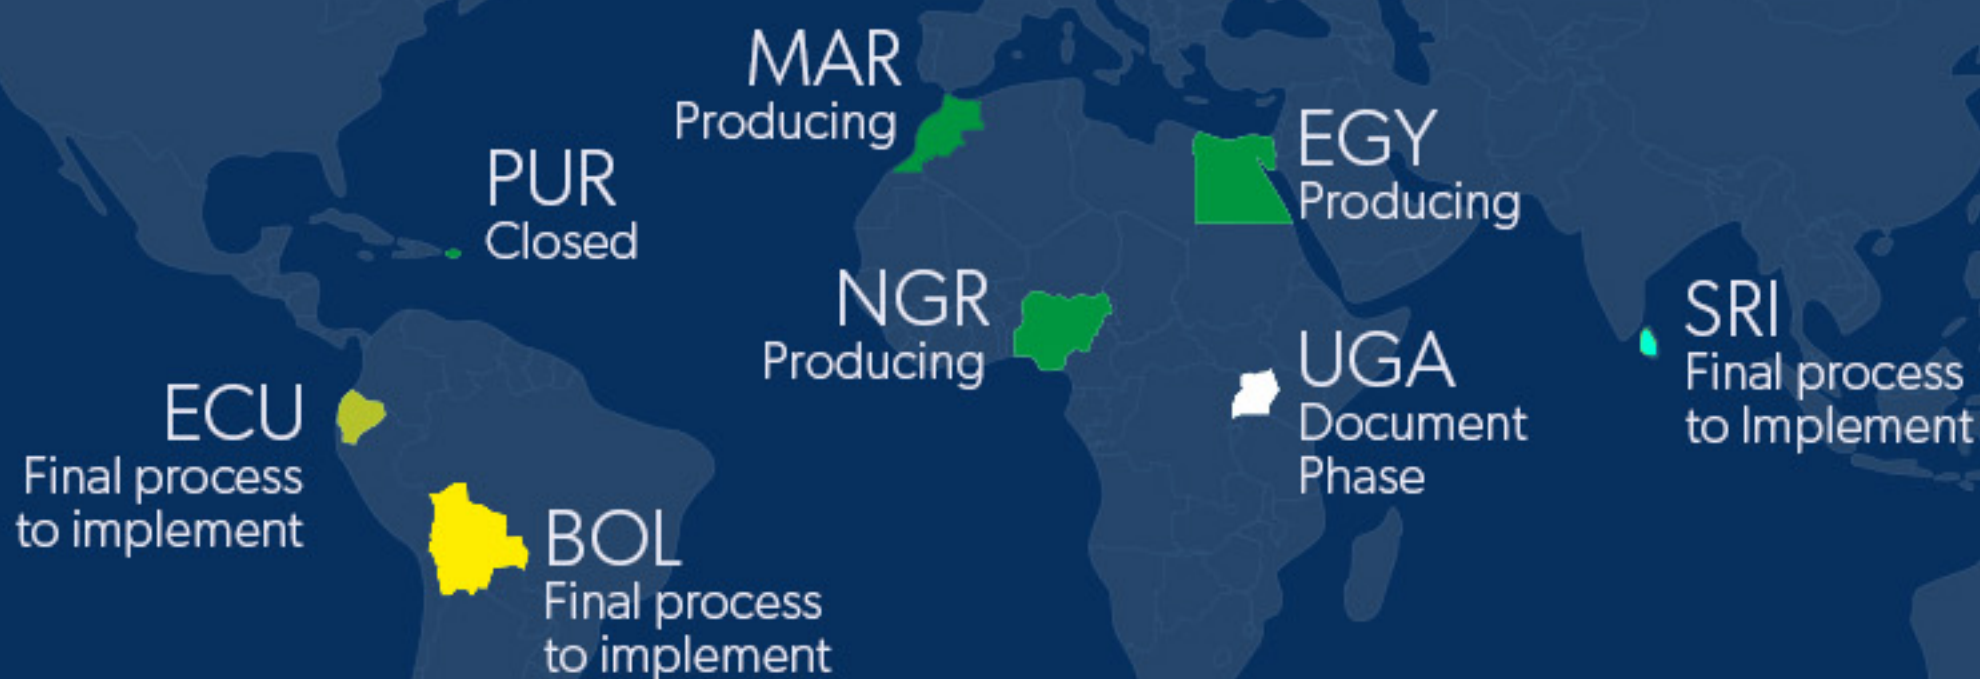 MAR
Producing
EGY
Producing
PUR
Closed
NGR
Producing
SRI
Final process
to Implement
UGA
Document
Phase
ECU
Final process
to implement
BOL
Final process
to implement